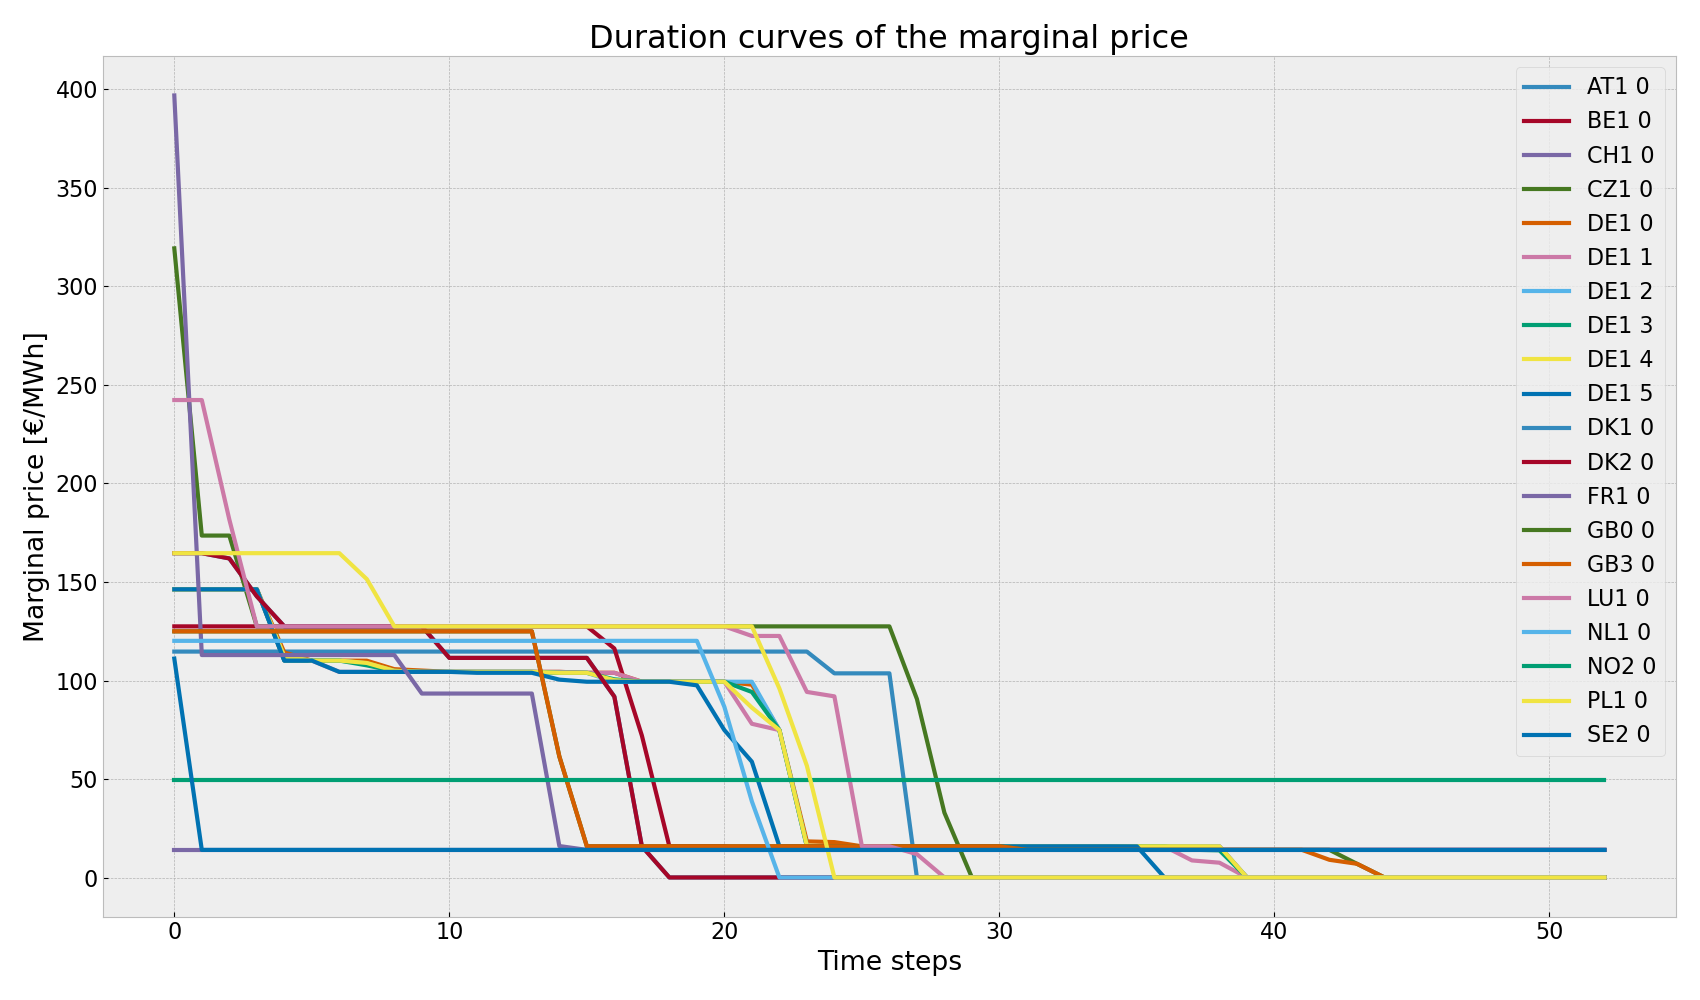 Duration curves of the marginal price
Marginal price [€/MWh]
400
350
300
250
200
150
100
50
0
0 10 20 30 40 50
Time steps
AT1 0
BE1 0
CH1 0
CZ1 0
DE1 0
DE1 1
DE1 2
DE1 3
DE1 4
DE1 5
DK1 0
DK2 0
FR1 0
GB0 0
GB3 0
LU1 0
NL1 0
NO2 0
PL1 0
SE2 0